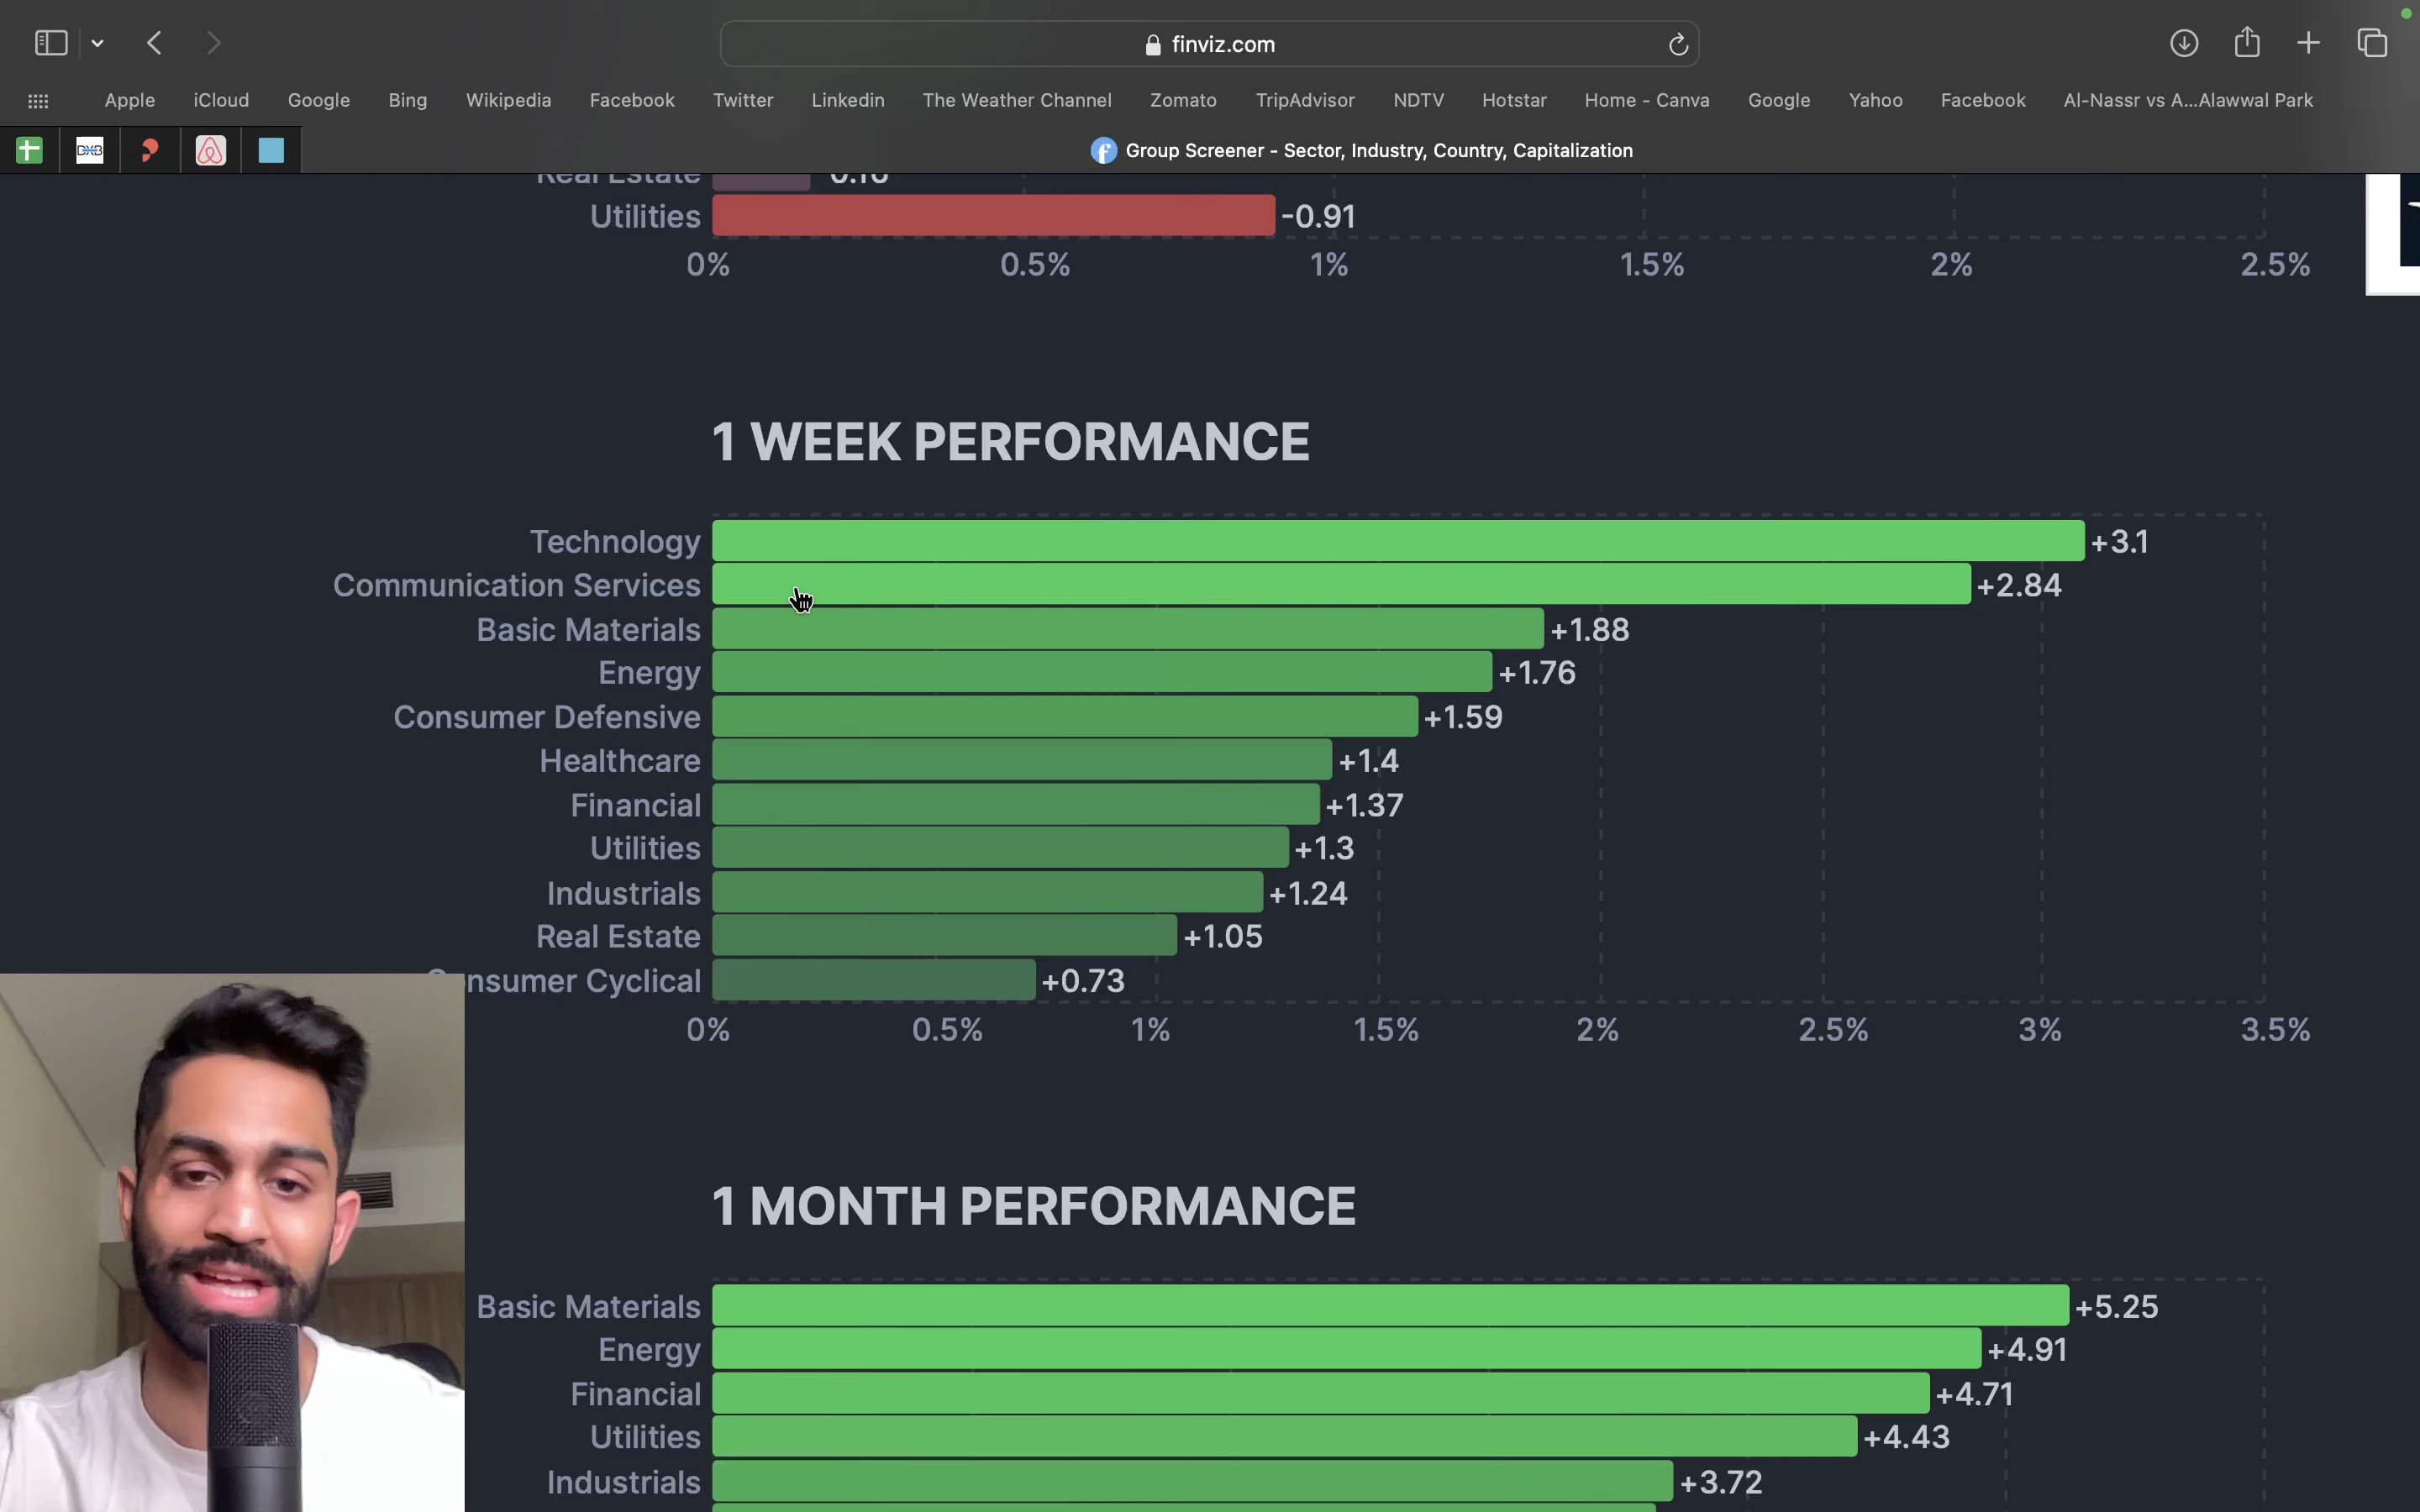 finviz.com
Apple iCloud Google Bing Wikipedia Facebook Twitter Linkedin The Weather Channel Zomato TripAdvisor NDTV Hotstar Home - Canva Google Yahoo Facebook Al-Nassr vs A...Alawwal Park
DXB Group Screener - Sector, Industry, Country, Capitalization
Real Estate 0.16
Utilities -0.91
0% 0.5% 1% 1.5% 2% 2.5%
1 WEEK PERFORMANCE
Technology +3.1
Communication Services +2.84
Basic Materials +1.88
Energy +1.76
Consumer Defensive +1.59
Healthcare +1.4
Financial +1.37
Utilities +1.3
Industrials +1.24
Real Estate +1.05
Consumer Cyclical +0.73
0% 0.5% 1% 1.5% 2% 2.5% 3% 3.5%
1 MONTH PERFORMANCE
Basic Materials +5.25
Energy +4.91
Financial +4.71
Utilities +4.43
Industrials +3.72